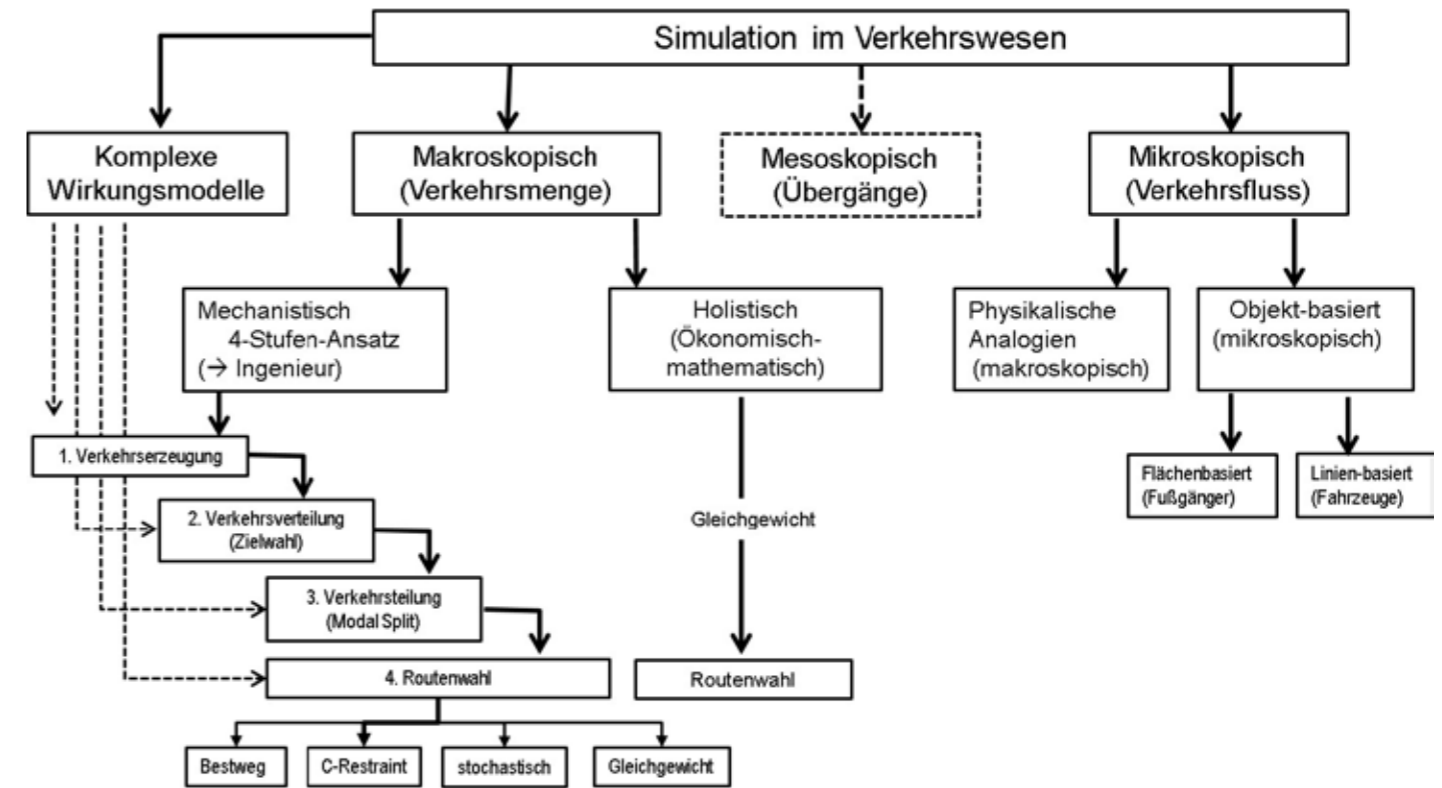 Simulation im Verkehrswesen
Komplexe
Wirkungsmodelle
Makroskopisch
(Verkehrsmenge)
Mesoskopisch
(Übergänge)
Mikroskopisch
(Verkehrsfluss)
Mechanistisch
4-Stufen-Ansatz
(→ Ingenieur)
Holistisch
(Ökonomisch-
mathematisch)
Physikalische
Analogien
(makroskopisch)
Objekt-basiert
(mikroskopisch)
1. Verkehrserzeugung
2. Verkehrsverteilung
(Zielwahl)
3. Verkehrsteilung
(Modal Split)
4. Routenwahl
Gleichgewicht
Routenwahl
Flächenbasiert
(Fußgänger)
Linien-basiert
(Fahrzeuge)
Bestweg
C-Restraint
stochastisch
Gleichgewicht